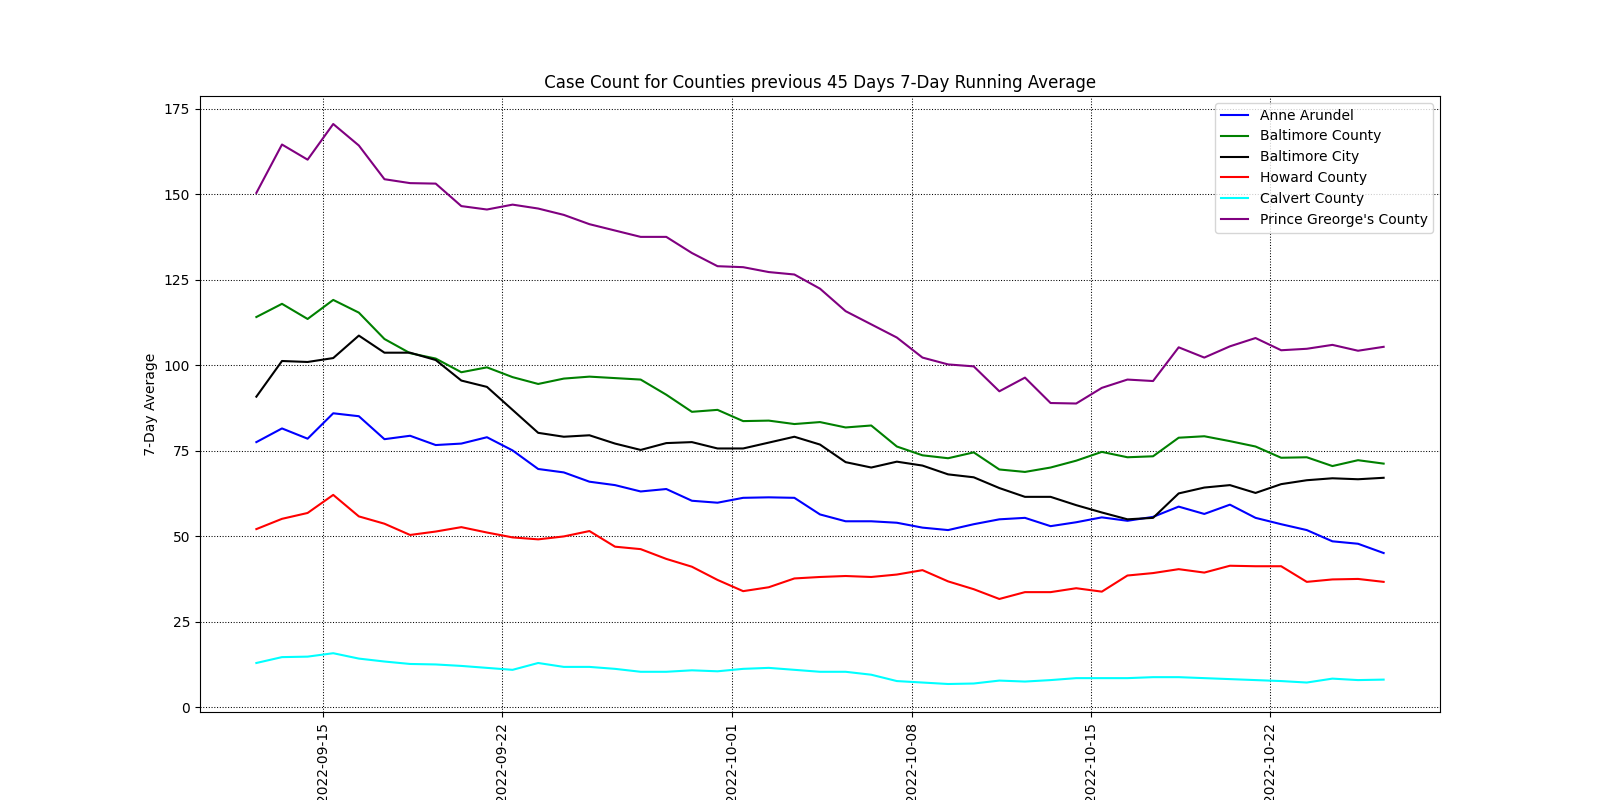 Case Count for Counties previous 45 Days 7-Day Running Average
175
150
125
100
75
50
25
0
7-Day Average
Anne Arundel
Baltimore County
Baltimore City
Howard County
Calvert County
Prince Greorge's County
2022-09-15
2022-09-22
2022-10-01
2022-10-08
2022-10-15
2022-10-22